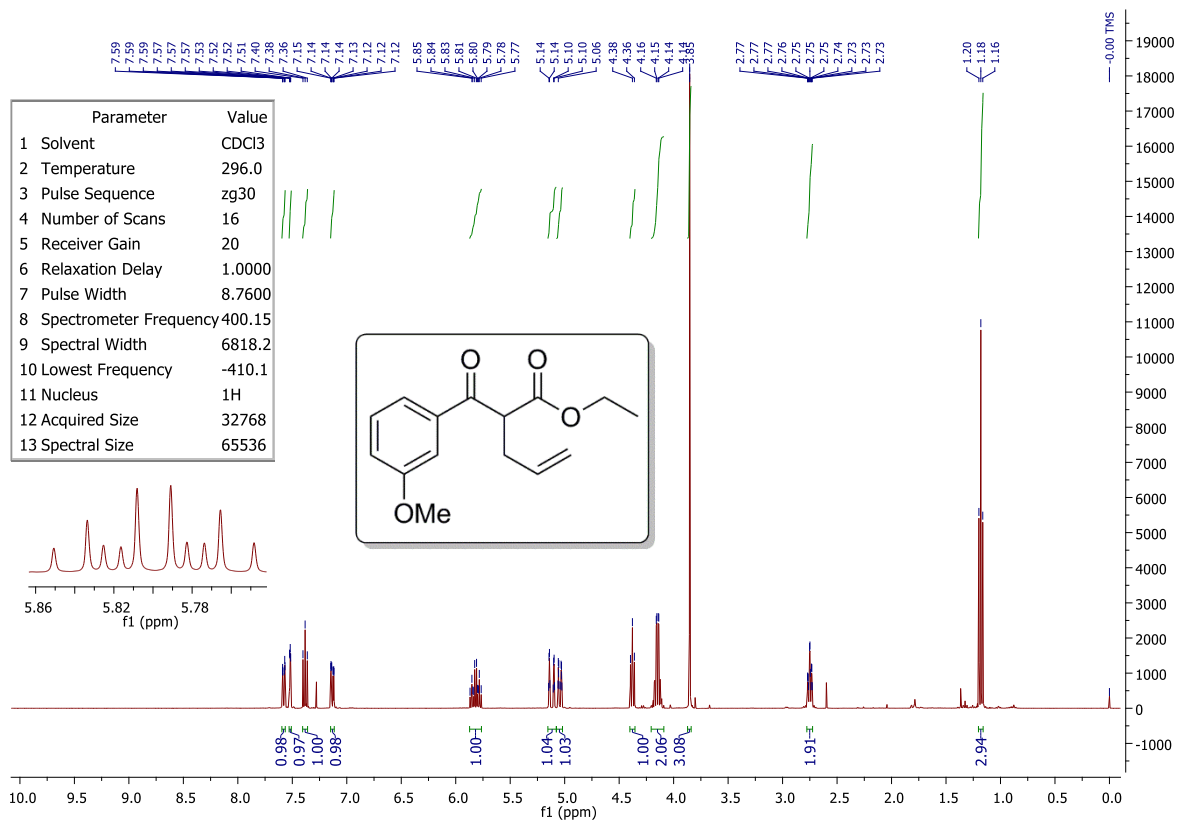 7.59 7.59 7.59 7.57 7.57 7.57 7.53 7.52 7.52 7.51 7.40 7.38 7.36 7.15 7.14 7.14 7.14 7.13 7.12 7.12 7.12 5.85 5.84 5.83 5.81 5.80 5.79 5.78 5.77 5.14 5.14 5.10 5.10 5.06 4.38 4.36 4.16 4.15 4.14 4.14 3.85 2.77 2.77 2.77 2.76 2.75 2.75 2.75 2.74 2.73 2.73 2.73 1.20 1.18 1.16 -0.00 TMS
Parameter Value
1 Solvent CDCl3
2 Temperature 296.0
3 Pulse Sequence zg30
4 Number of Scans 16
5 Receiver Gain 20
6 Relaxation Delay 1.0000
7 Pulse Width 8.7600
8 Spectrometer Frequency 400.15
9 Spectral Width 6818.2
10 Lowest Frequency -410.1
11 Nucleus 1H
12 Acquired Size 32768
13 Spectral Size 65536
O O
O
OMe
5.86 5.82 5.78
f1 (ppm)
19000
18000
17000
16000
15000
14000
13000
12000
11000
10000
9000
8000
7000
6000
5000
4000
3000
2000
1000
0
-1000
0.98 0.97 1.00 0.98 1.00 1.04 1.03 1.00 2.06 3.08 1.91 2.94
10.0 9.5 9.0 8.5 8.0 7.5 7.0 6.5 6.0 5.5 5.0 4.5 4.0 3.5 3.0 2.5 2.0 1.5 1.0 0.5 0.0
f1 (ppm)